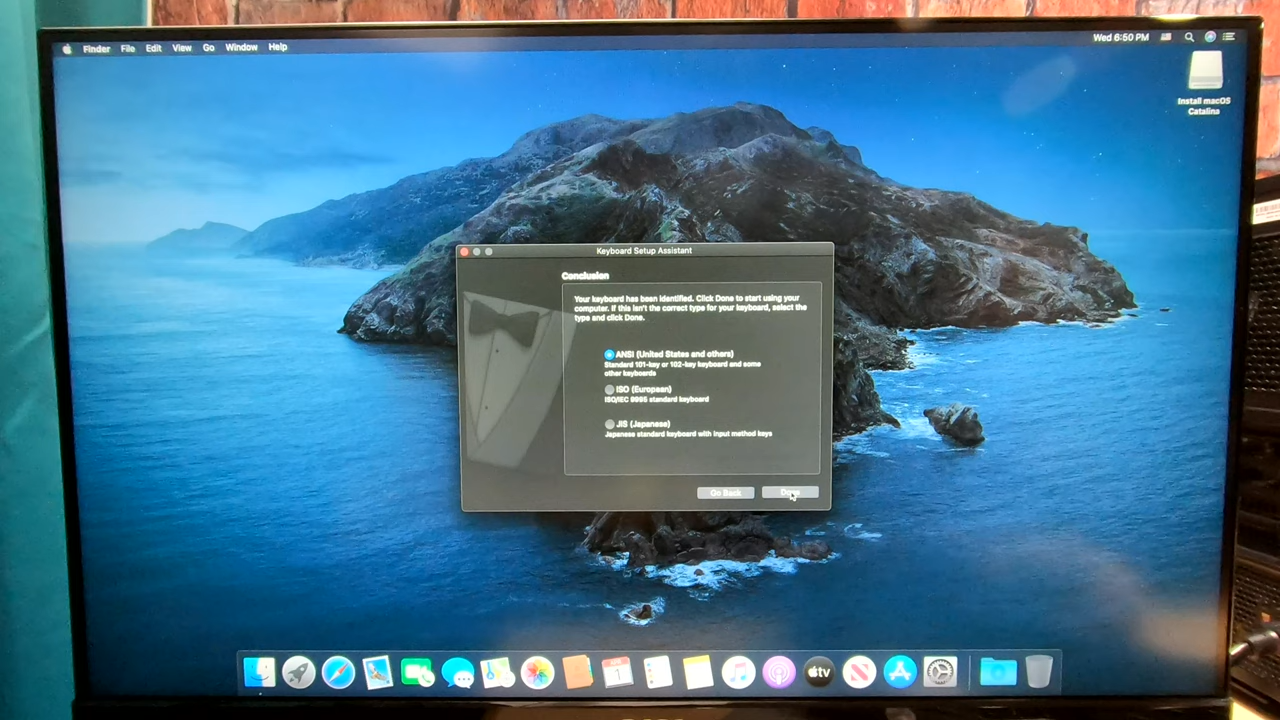 Finder File Edit View Go Window Help
Wed 6:50 PM
Install macOS
Catalina
Keyboard Setup Assistant
Conclusion
Your keyboard has been identified. Click Done to start using your
computer. If this isn't the correct type for your keyboard, select the
type and click Done.
ANSI (United States and others)
Standard 101-key or 102-key keyboard and some
other keyboards
ISO (European)
ISO/IEC 9995 standard keyboard
JIS (Japanese)
Japanese standard keyboard with input method keys
Go Back Done
1
tv